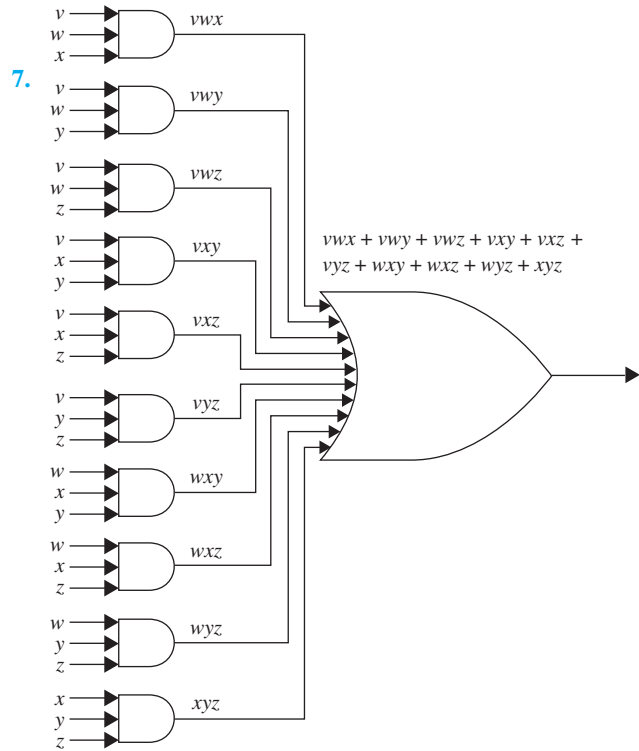 v
w
x
vwx
7.
v
w
y
vwy
v
w
z
vwz
v
x
y
vxy
v
x
z
vxz
v
y
z
vyz
w
x
y
wxy
w
x
z
wxz
w
y
z
wyz
x
y
z
xyz
vwx + vwy + vwz + vxy + vxz +
vyz + wxy + wxz + wyz + xyz